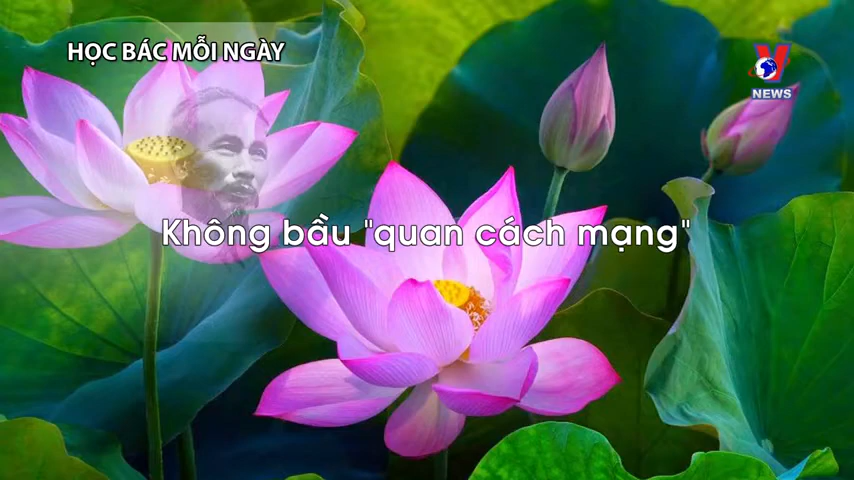 HỌC BÁC MỖI NGÀY
NEWS
Không bầu "quan cách mạng"